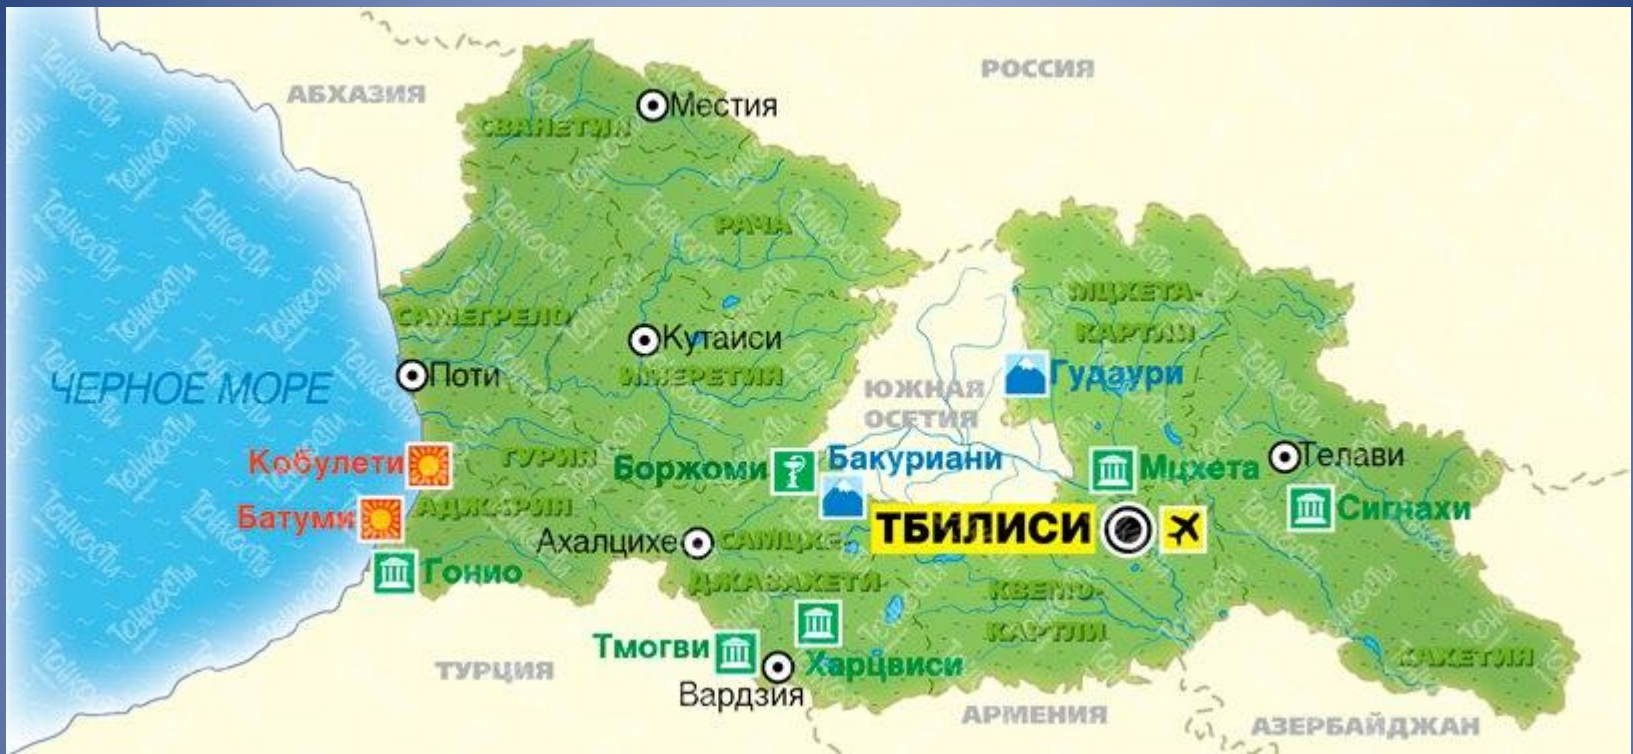 РОССИЯ
АБХАЗИЯ
Местия
СВАНЕТИЯ
РАЧА
МЦХЕТА-
КАРТЛИ
САМЕГРЕЛО
Кутаиси
ИМЕРЕТИЯ
Поти
ЧЕРНОЕ МОРЕ
Гудаури
ЮЖНАЯ
ОСЕТИЯ
Кобулети
ГУРИЯ
Боржоми
Бакуриани
Мцхета
Телави
Батуми
АДЖАРИЯ
ТБИЛИСИ
Сигнахи
Ахалцихе
САМЦХЕ-
ДЖАВАХЕТИ
Гонио
КВЕМО-
КАРТЛИ
Тмогви
Харцвиси
Вардзия
КАХЕТИЯ
ТУРЦИЯ
АРМЕНИЯ
АЗЕРБАЙДЖАН
Тонкости